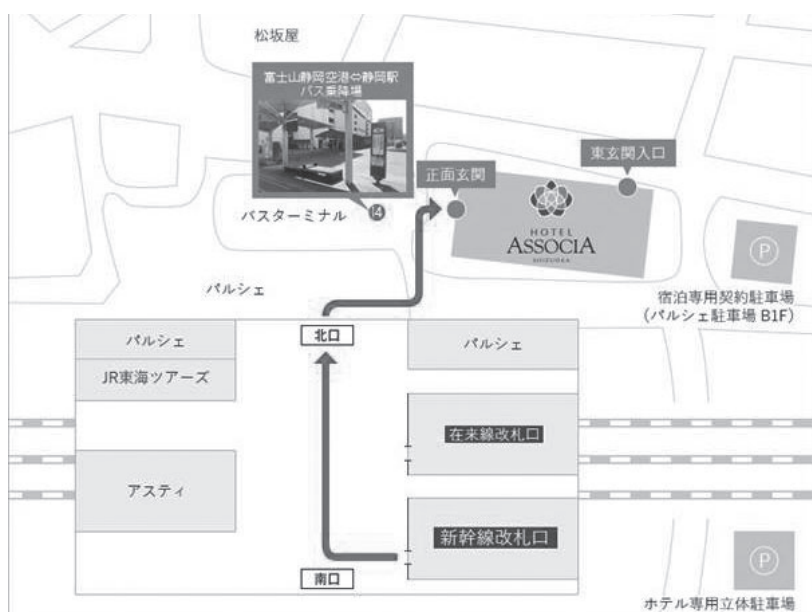 松坂屋
富士山静岡空港⇔静岡駅
バス乗降場
東玄関入口
正面玄関
14
バスターミナル
HOTEL
ASSOCIA
SHIZUOKA
P
宿泊専用契約駐車場
(パルシェ駐車場 B1F)
パルシェ
北口
パルシェ
パルシェ
JR東海ツアーズ
在来線改札口
アスティ
新幹線改札口
南口
P
ホテル専用立体駐車場